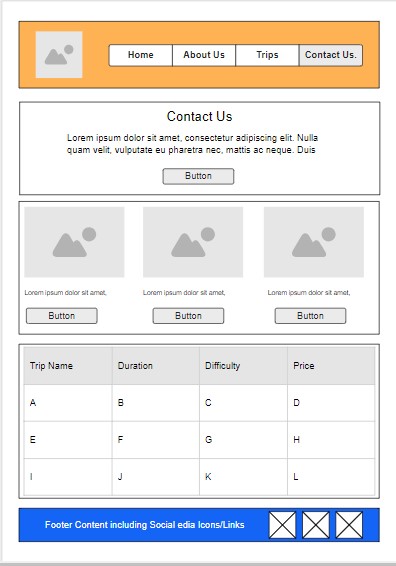 Home About Us Trips Contact Us.
Contact Us
Lorem ipsum dolor sit amet, consectetur adipiscing elit. Nulla
quam velit, vulputate eu pharetra nec, mattis ac neque. Duis
Button
Lorem ipsum dolor sit amet, Lorem ipsum dolor sit amet, Lorem ipsum dolor sit amet,
Button Button Button
Trip Name Duration Difficulty Price
A B C D
E F G H
I J K L
Footer Content including Social edia Icons/Links